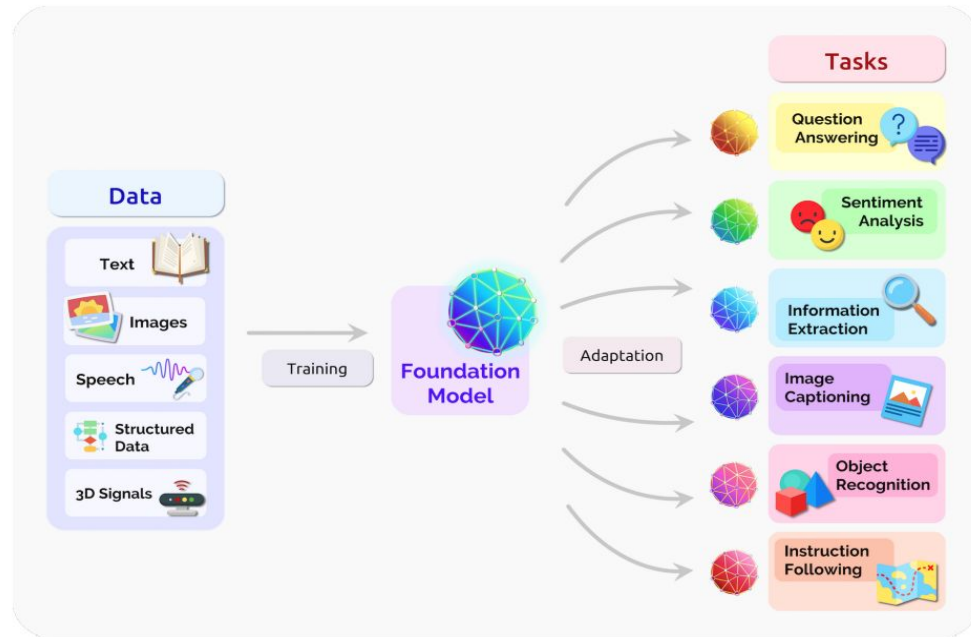 Data
Text
Images
Speech
Structured
Data
3D Signals
Training
Foundation
Model
Adaptation
Tasks
Question
Answering
?
Sentiment
Analysis
Information
Extraction
Image
Captioning
Object
Recognition
Instruction
Following